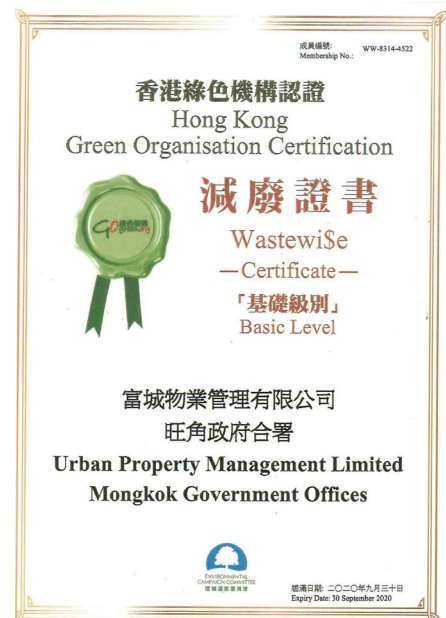 成員編號: WW-8314-4522
Membership No.:
香港綠色機構認證
Hong Kong
Green Organisation Certification
減廢證書
Wastewi$e
—Certificate—
「基礎級別」
Basic Level
富城物業管理有限公司
旺角政府合署
Urban Property Management Limited
Mongkok Government Offices
ENVIRONMENTAL
CAMPAIGN COMMITTEE
環境運動委員會
屆滿日期: 二〇二〇年九月三十日
Expiry Date: 30 September 2020